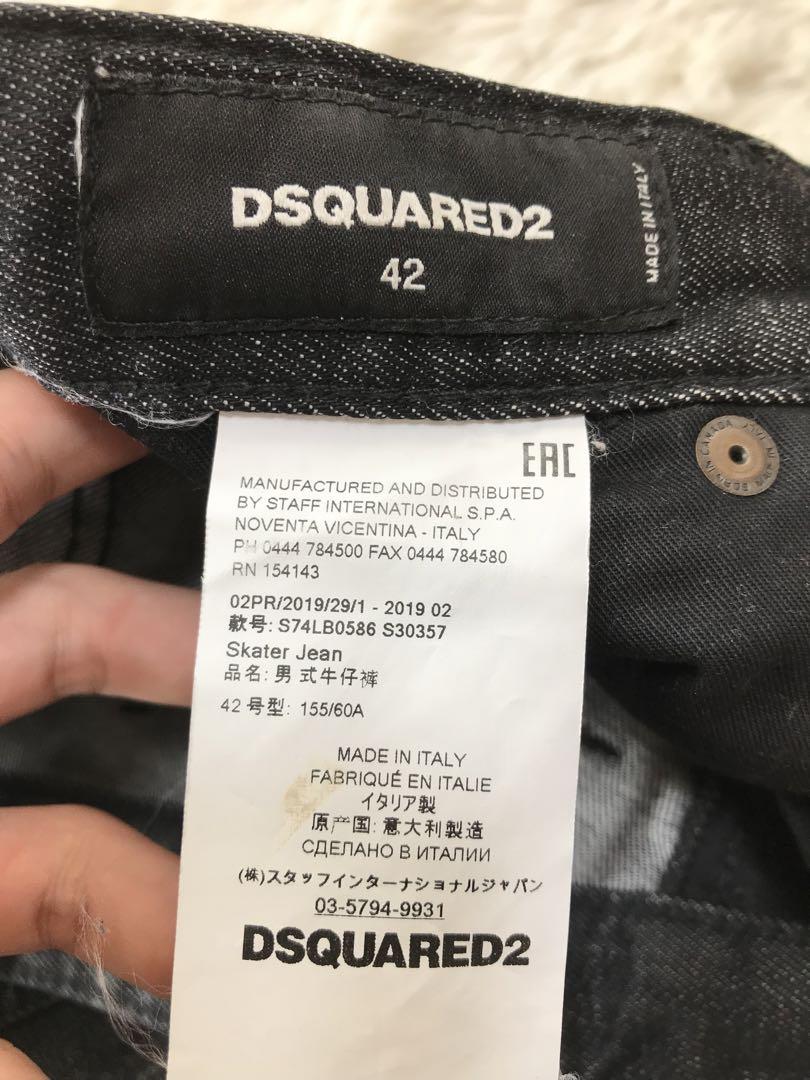 DSQUARED2
42
MADE IN ITALY
EAC
MANUFACTURED AND DISTRIBUTED
BY STAFF INTERNATIONAL S.P.A.
NOVENTA VICENTINA - ITALY
PH 0444 784500 FAX 0444 784580
RN 154143
02PR/2019/29/1 - 2019 02
款号: S74LB0586 S30357
Skater Jean
品名: 男 式牛仔裤
42 号型: 155/60A
MADE IN ITALY
FABRIQUÉ EN ITALIE
イタリア製
原产国: 意大利製造
СДЕЛАНО В ИТАЛИИ
(株)スタッフインターナショナルジャパン
03-5794-9931
DSQUARED2
BORN IN CANADA